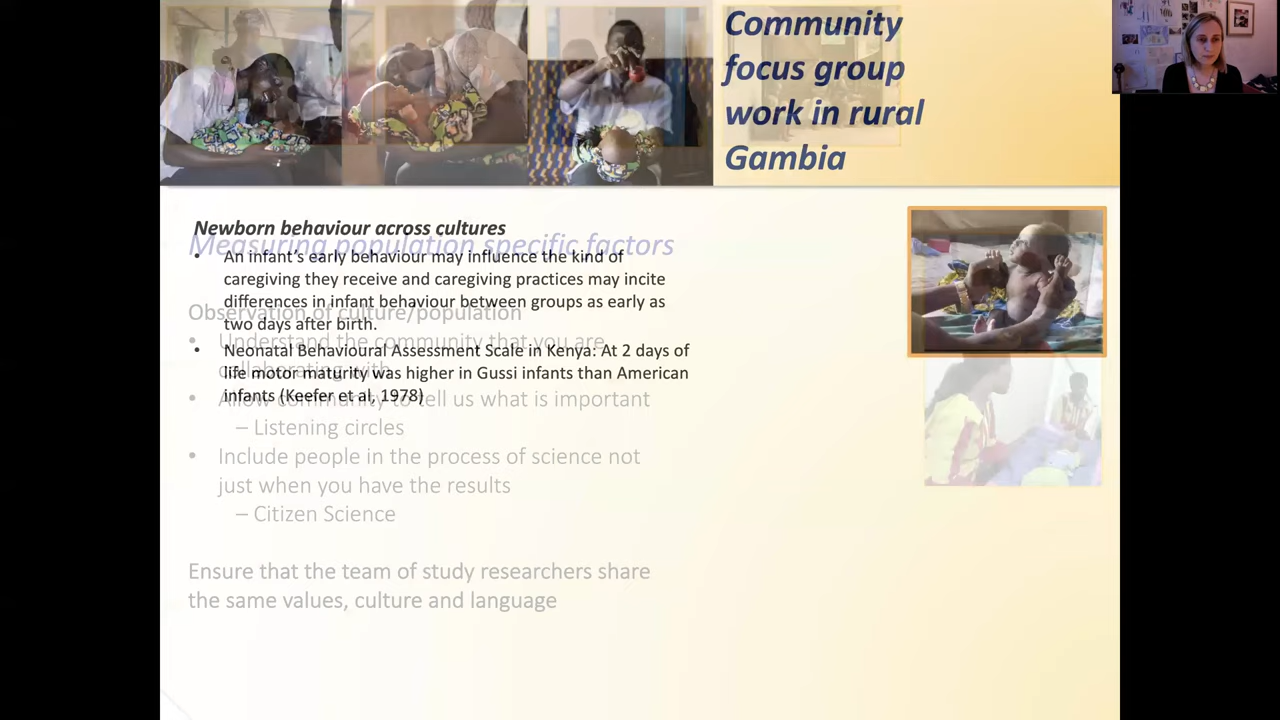 Community
focus group
work in rural
Gambia
Newborn behaviour across cultures
• An infant's early behaviour may influence the kind of
caregiving they receive and caregiving practices may incite
differences in infant behaviour between groups as early as
two days after birth.
• Neonatal Behavioural Assessment Scale in Kenya: At 2 days of
life motor maturity was higher in Gussi infants than American
infants (Keefer et al, 1978)
Measuring population specific factors
Observation of culture/population
• Understand the community that you are
collaborating with
• Allow community to tell us what is important
– Listening circles
• Include people in the process of science not
just when you have the results
– Citizen Science
Ensure that the team of study researchers share
the same values, culture and language